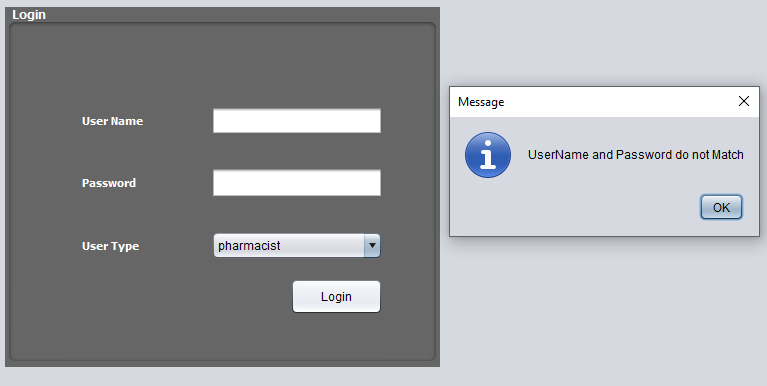 Login
User Name
Password
User Type
pharmacist
Login
Message
UserName and Password do not Match
OK